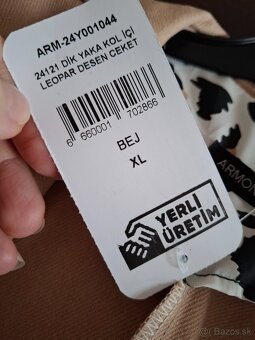 ARM-24Y001044
24121 DİK YAKA KOL İÇİ
LEOPAR DESEN CEKET
6 660001 702866
BEJ
XL
YERLİ
ÜRETİM
ARMON
Bazos.sk